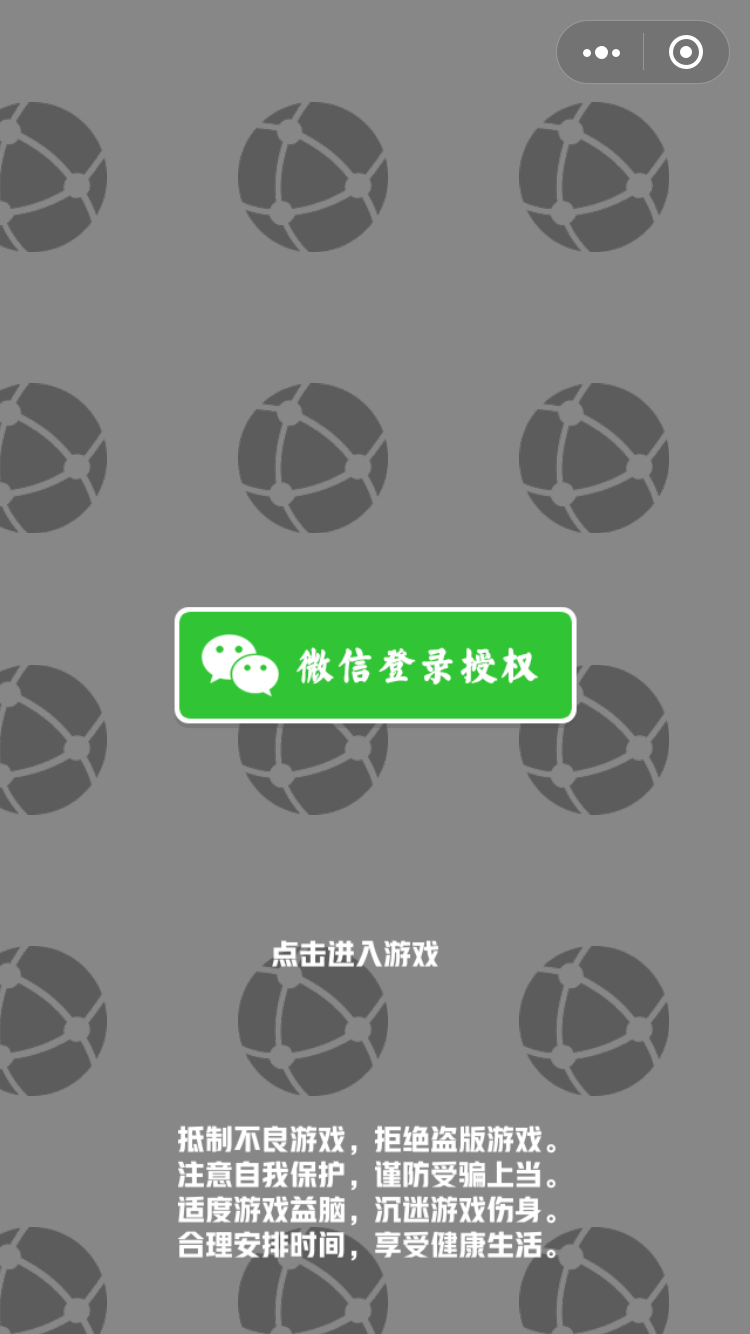 微信登录授权
点击进入游戏
抵制不良游戏，拒绝盗版游戏。
注意自我保护，谨防受骗上当。
适度游戏益脑，沉迷游戏伤身。
合理安排时间，享受健康生活。